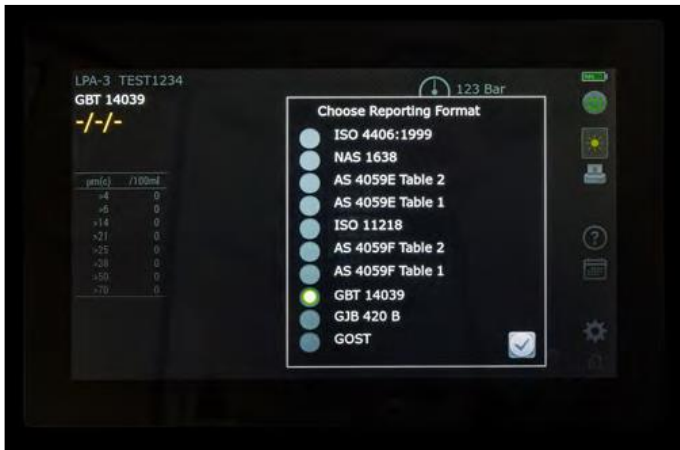 LPA-3 TEST1234
GBT 14039
-/-/-
123 Bar
µm(c) /100ml
>4 0
>6 0
>14 0
>21 0
>25 0
>38 0
>50 0
>70 0
Choose Reporting Format
ISO 4406:1999
NAS 1638
AS 4059E Table 2
AS 4059E Table 1
ISO 11218
AS 4059F Table 2
AS 4059F Table 1
GBT 14039
GJB 420 B
GOST
?